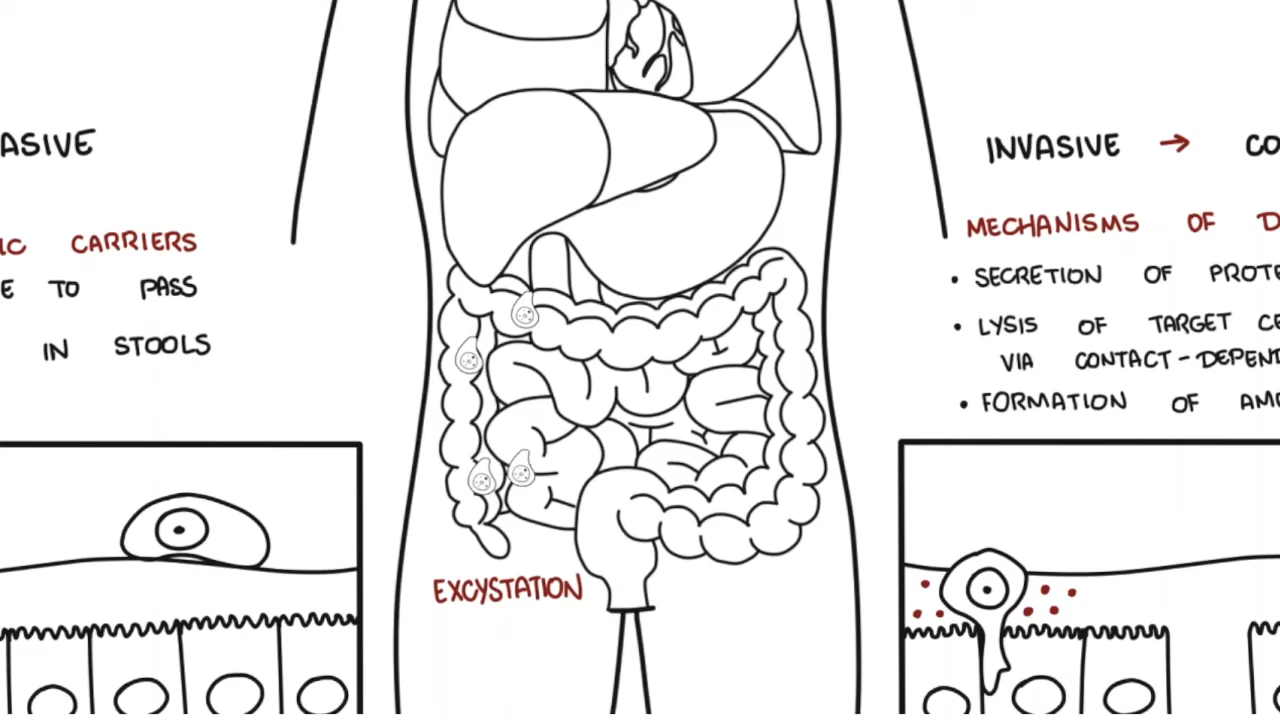 ASIVE
IC CARRIERS
E TO PASS
IN STOOLS
EXCYSTATION
INVASIVE → CO
MECHANISMS OF D
• SECRETION OF PROTE
• LYSIS OF TARGET CE
VIA CONTACT-DEPEND
• FORMATION OF AM